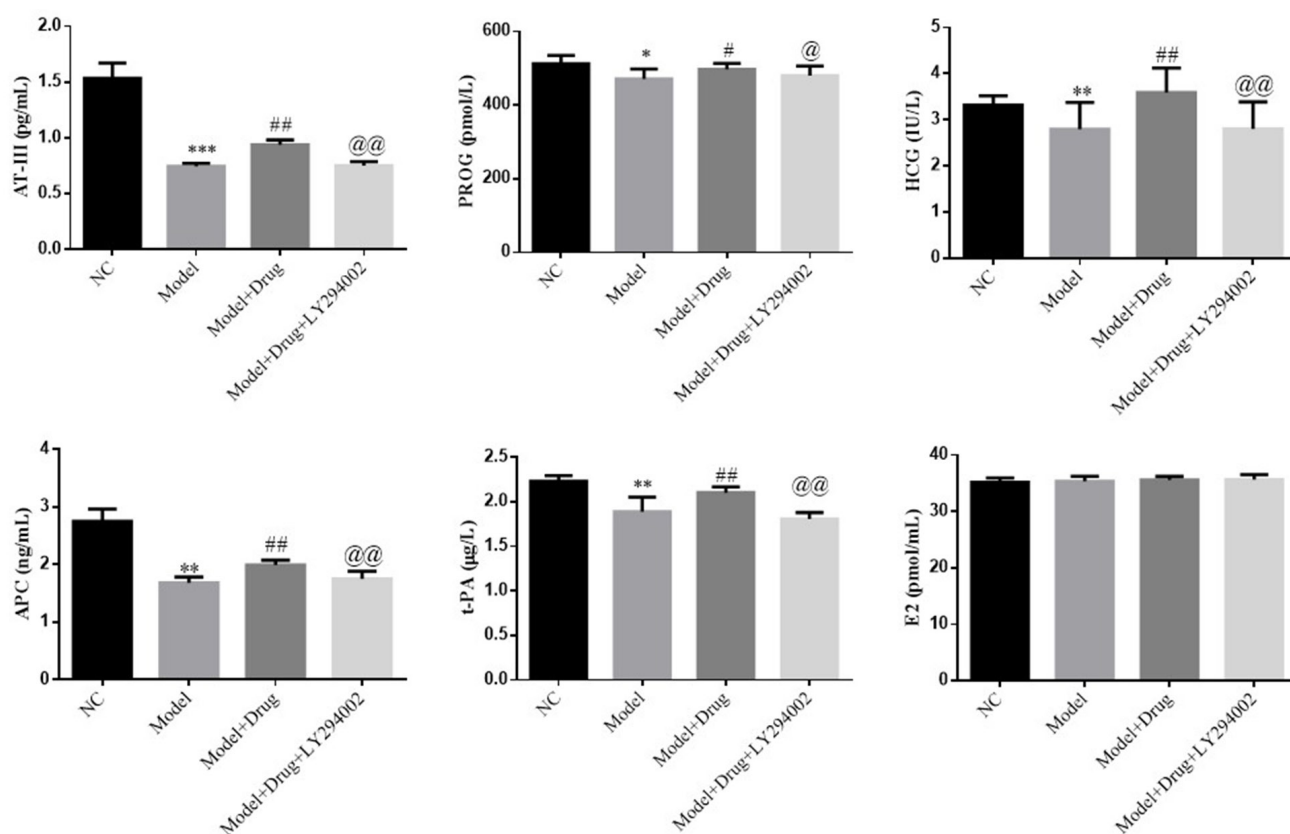 AT-III (pg/mL)
2.0
1.5
1.0
0.5
0.0
***
##
@@
NC
Model
Model+Drug
Model+Drug+LY294002
PROG (pmol/L)
600
400
200
0
*
#
@
NC
Model
Model+Drug
Model+Drug+LY294002
HCG (IU/L)
5
4
3
2
1
0
**
##
@@
NC
Model
Model+Drug
Model+Drug+LY294002
APC (ng/mL)
4
3
2
1
0
**
##
@@
NC
Model
Model+Drug
Model+Drug+LY294002
t-PA (μg/L)
2.5
2.0
1.5
1.0
0.5
0.0
**
##
@@
NC
Model
Model+Drug
Model+Drug+LY294002
E2 (pmol/mL)
40
30
20
10
0
NC
Model
Model+Drug
Model+Drug+LY294002